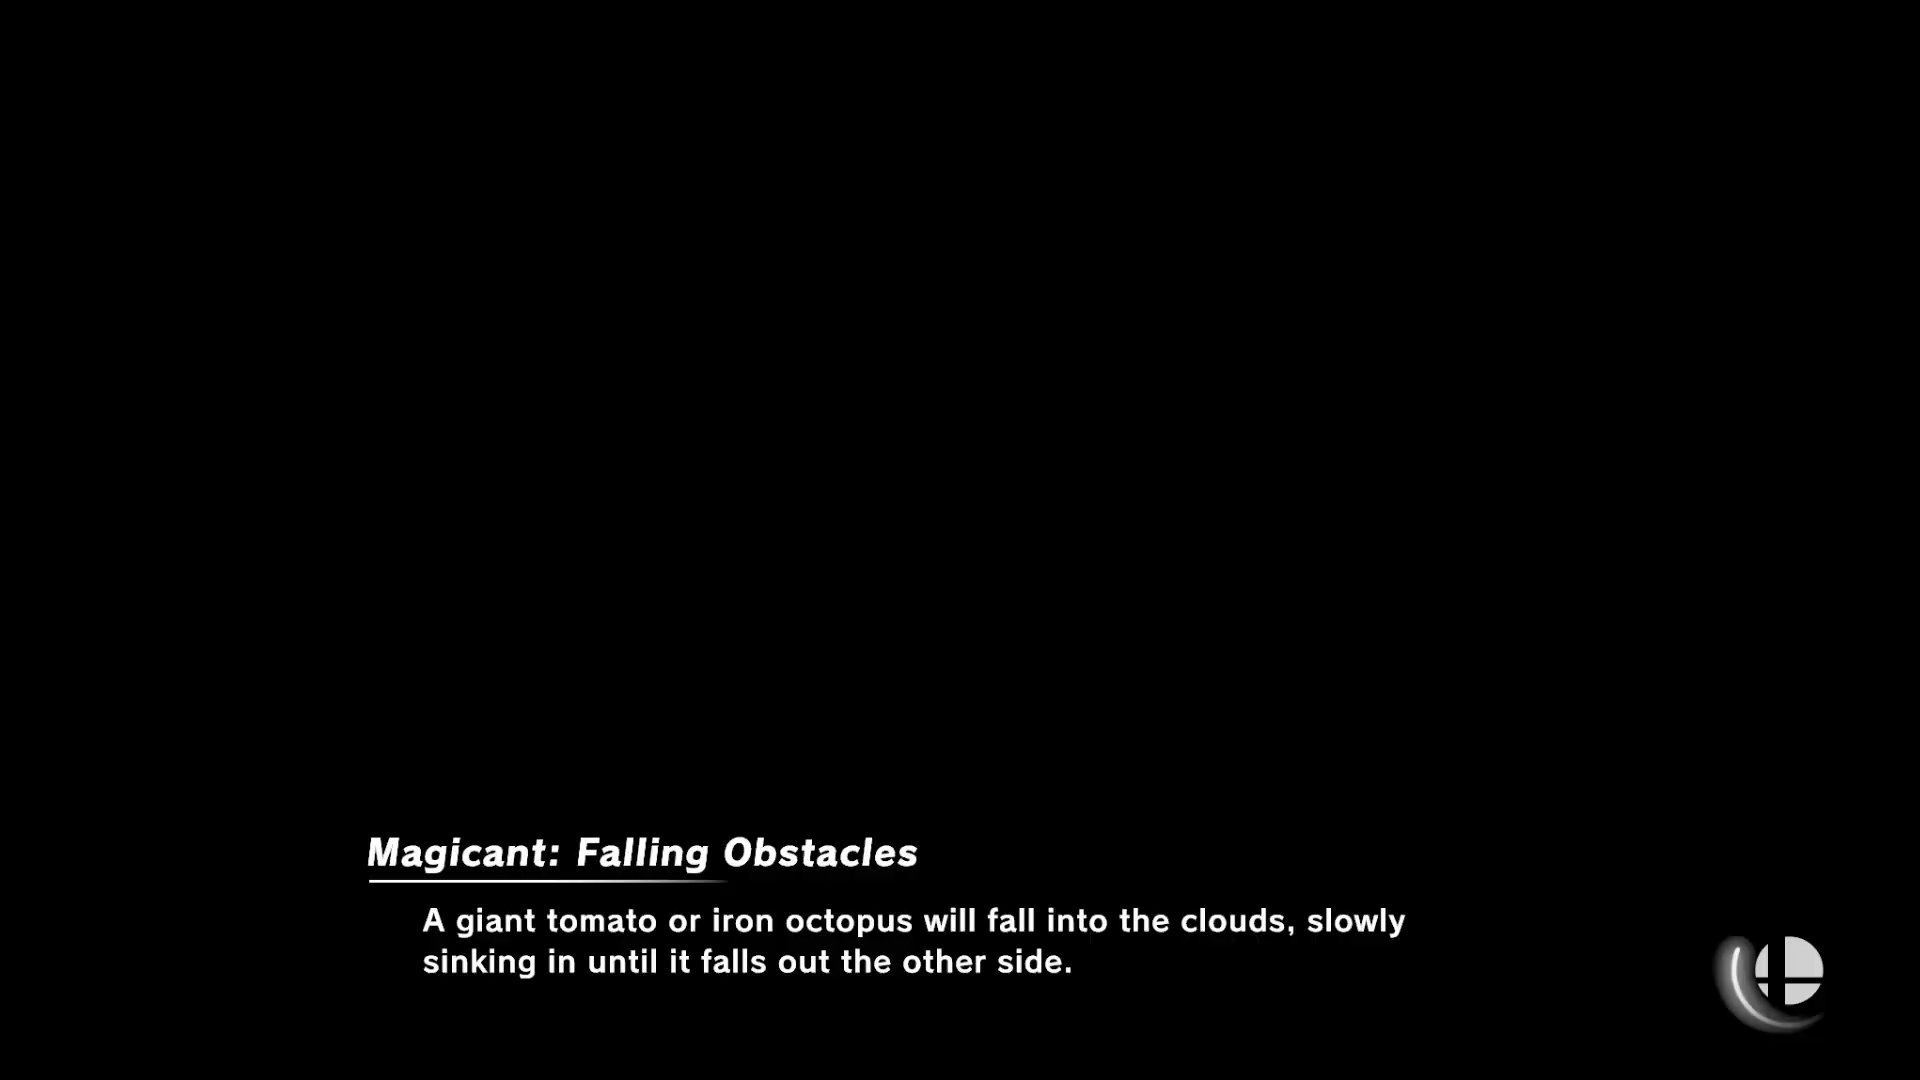 Magicant: Falling Obstacles
A giant tomato or iron octopus will fall into the clouds, slowly
sinking in until it falls out the other side.